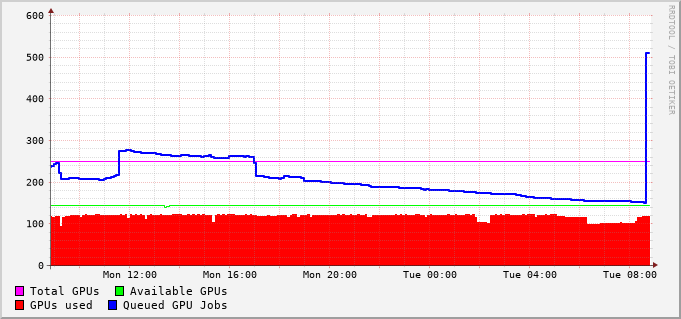 RRDTOOL / TOBI OETIKER
600
500
400
300
200
100
0
Mon 12:00 Mon 16:00 Mon 20:00 Tue 00:00 Tue 04:00 Tue 08:00
Total GPUs Available GPUs
GPUs used Queued GPU Jobs